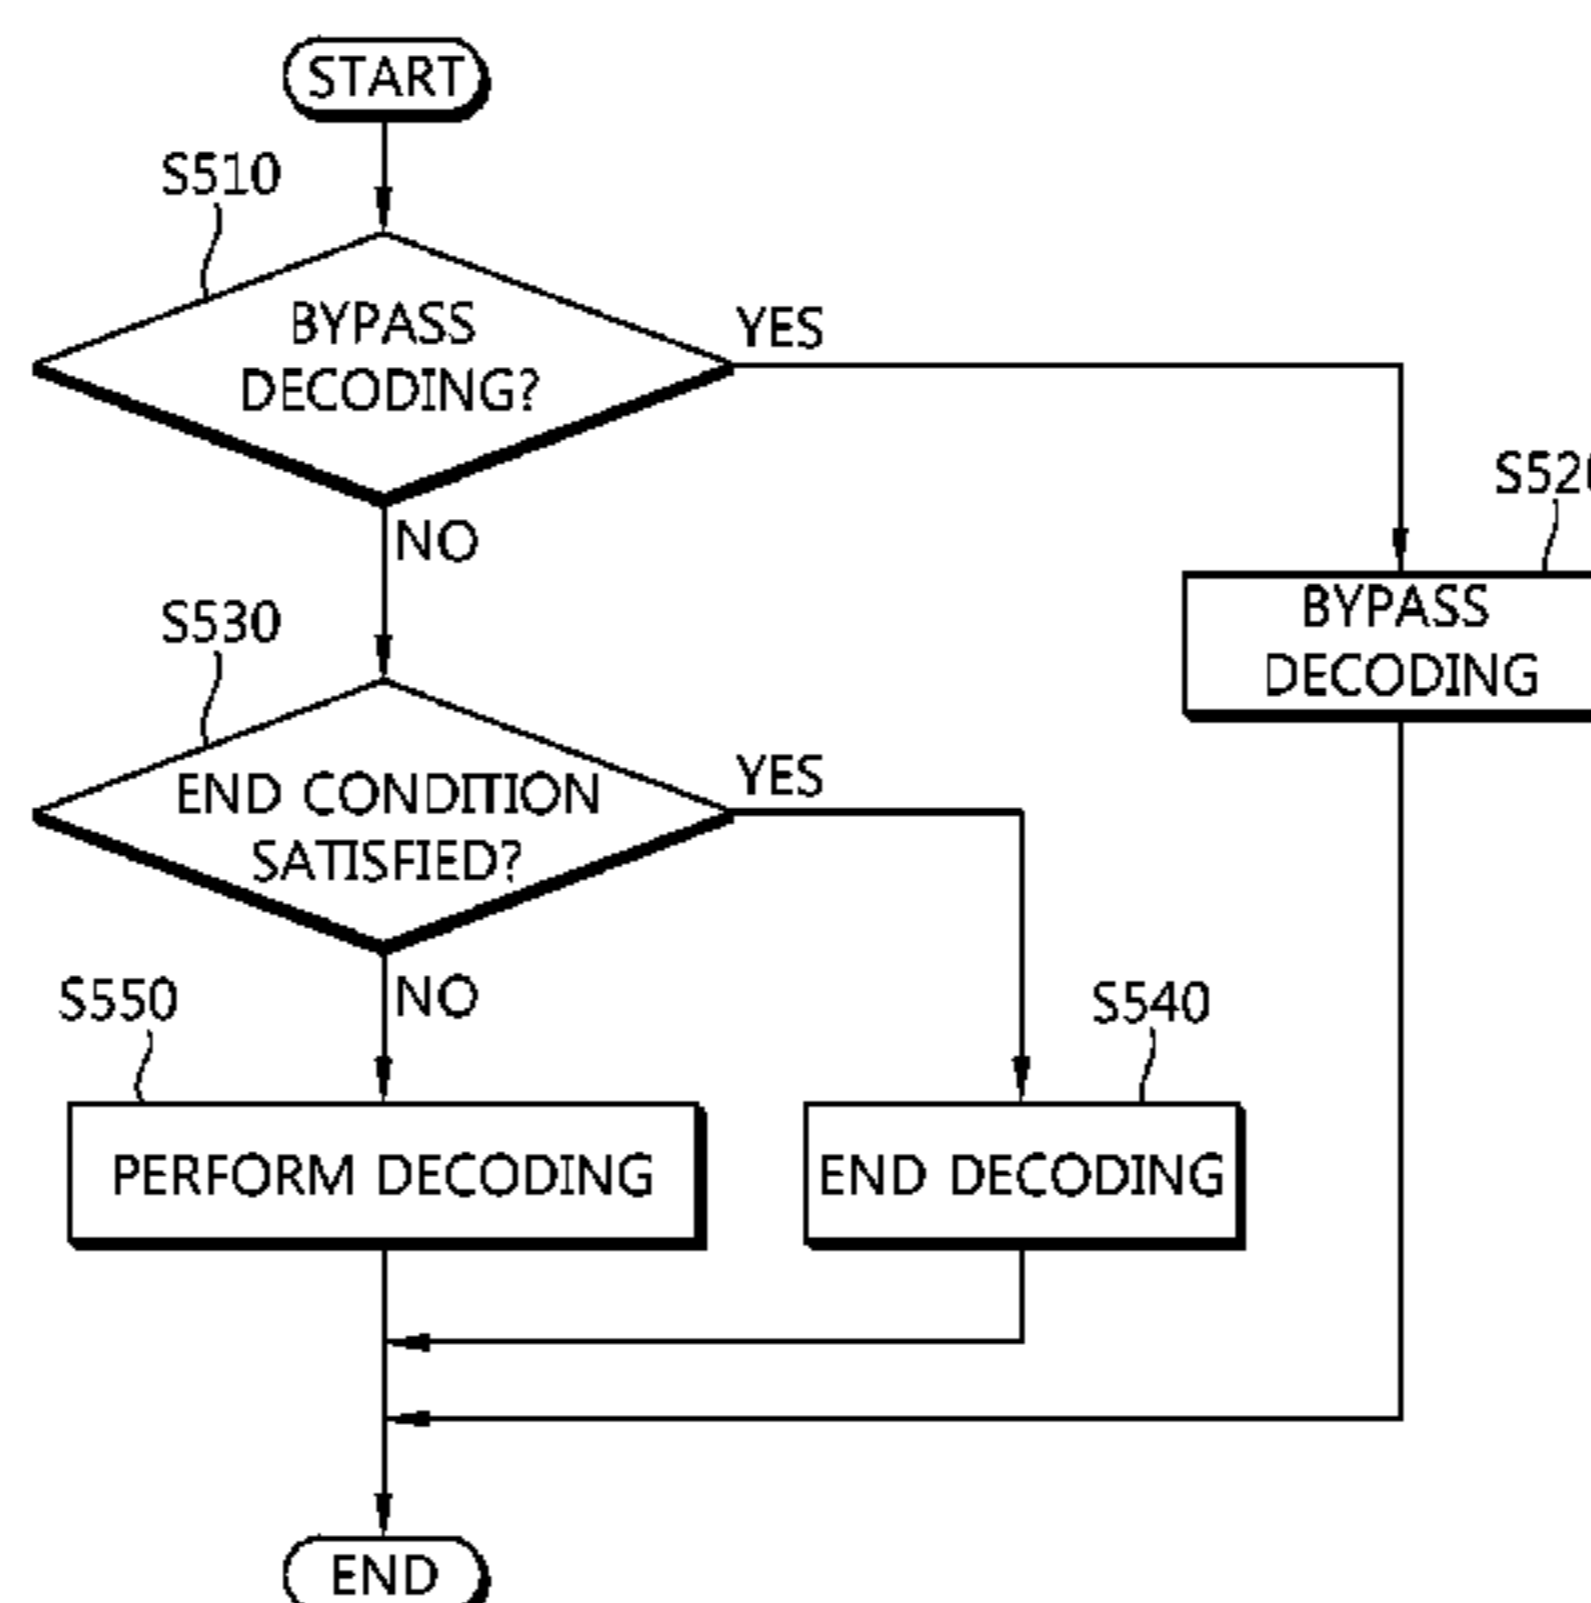 START
S510
BYPASS
DECODING?
YES
NO
S520
BYPASS
DECODING
S530
END CONDITION
SATISFIED?
YES
NO
S550
PERFORM DECODING
S540
END DECODING
END